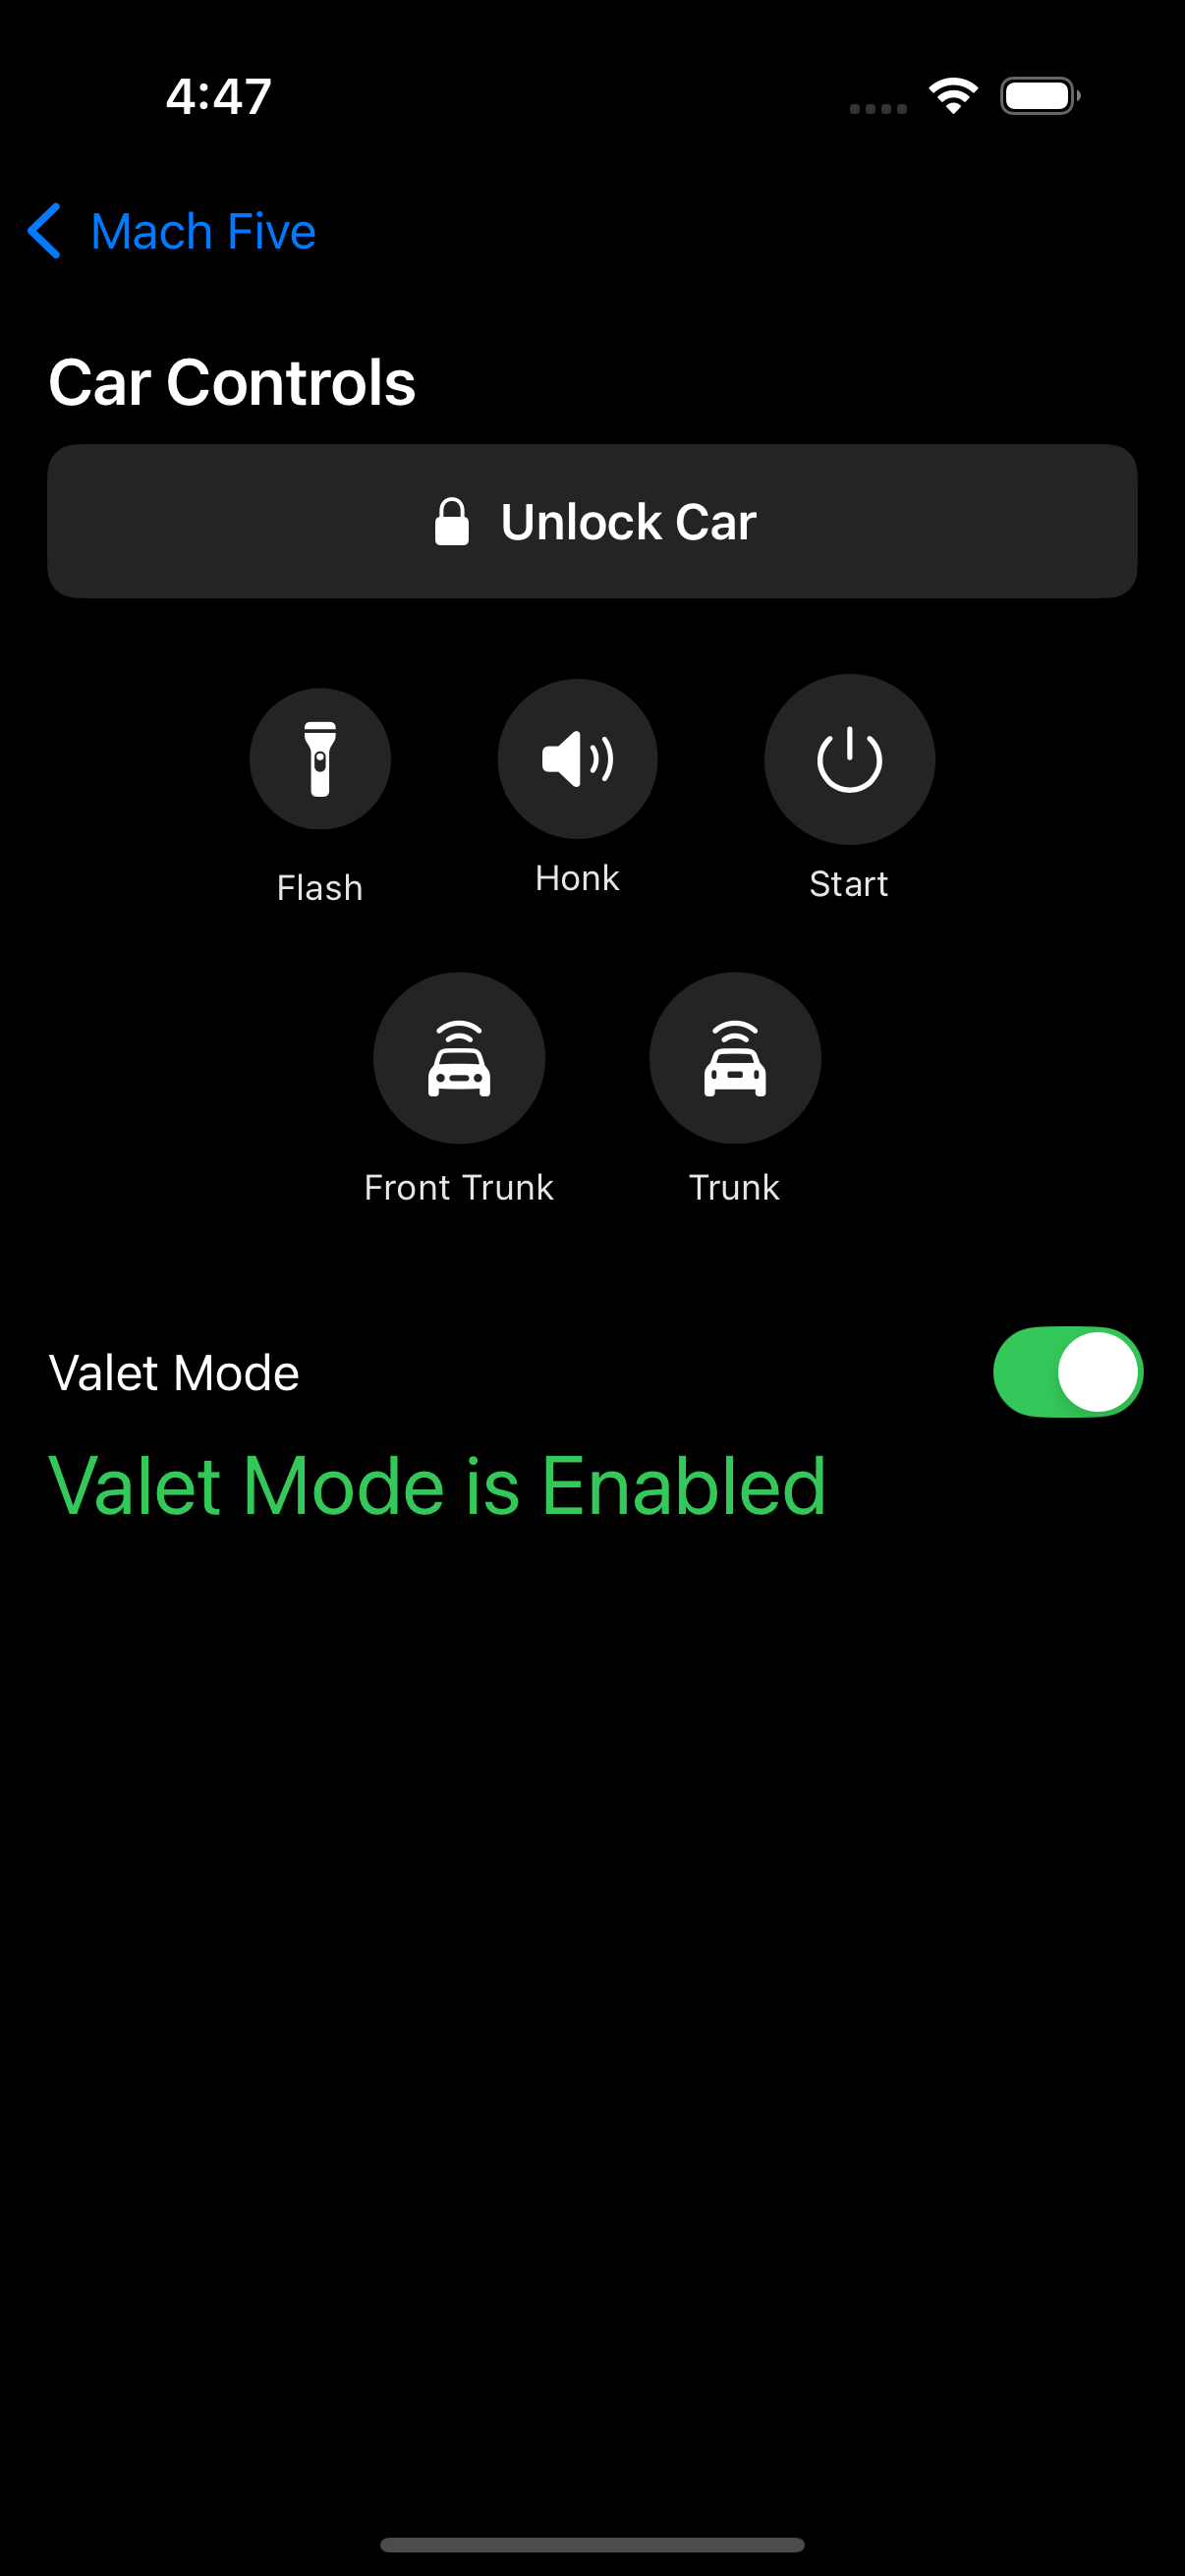 4:47
Mach Five
Car Controls
Unlock Car
Flash
Honk
Start
Front Trunk
Trunk
Valet Mode
Valet Mode is Enabled